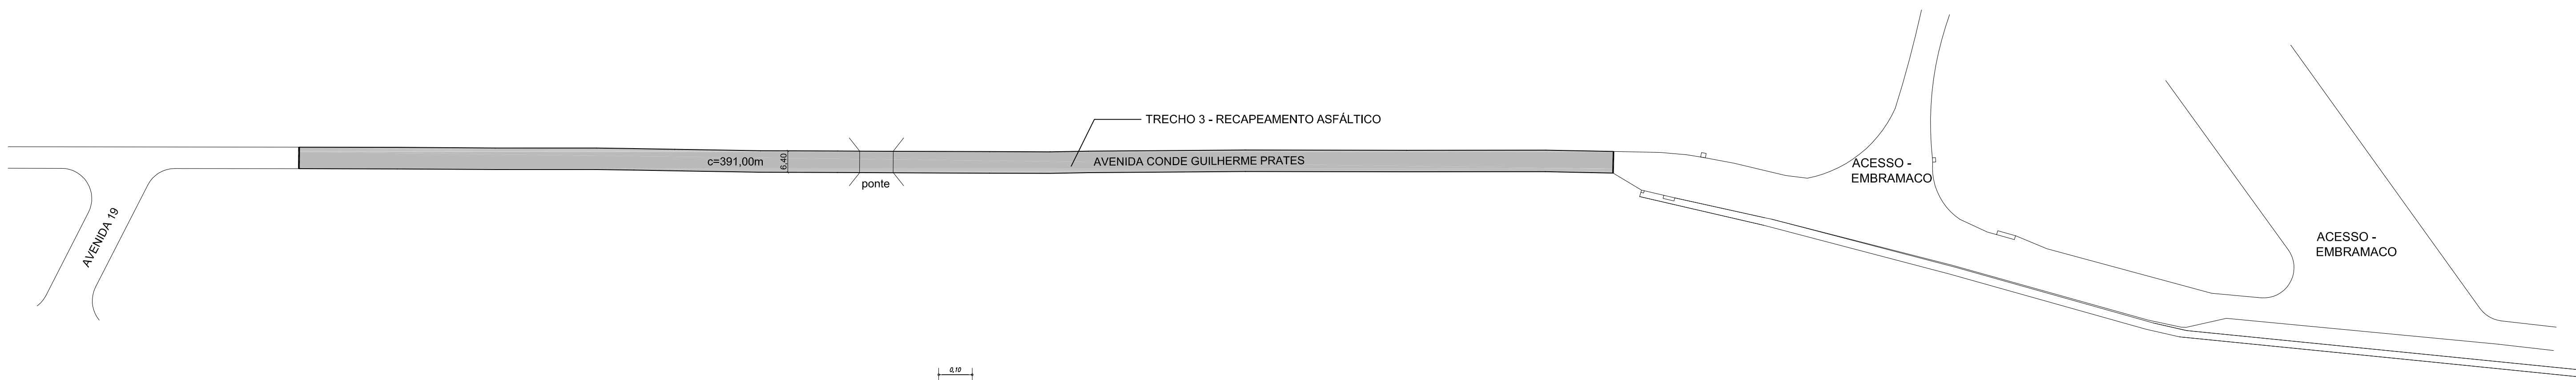 TRECHO 3 - RECAPEAMENTO ASFÁLTICO
c=391,00m
6,40
AVENIDA CONDE GUILHERME PRATES
ponte
ACESSO -
EMBRAMACO
AVENIDA 19
ACESSO -
EMBRAMACO
0,10